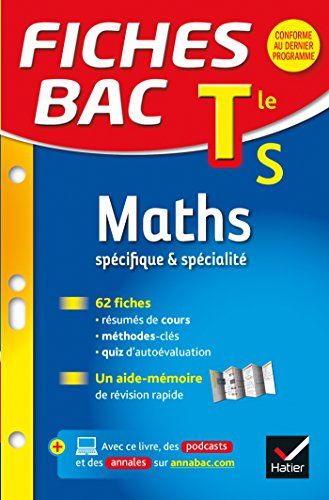 FICHES
BAC
CONFORME
AU DERNIER
PROGRAMME
Tle
S
Maths
spécifique & spécialité
62 fiches
• résumés de cours
• méthodes-clés
• quiz d'autoévaluation
Un aide-mémoire
de révision rapide
+ Avec ce livre, des podcasts
et des annales sur annabac.com
Hatier